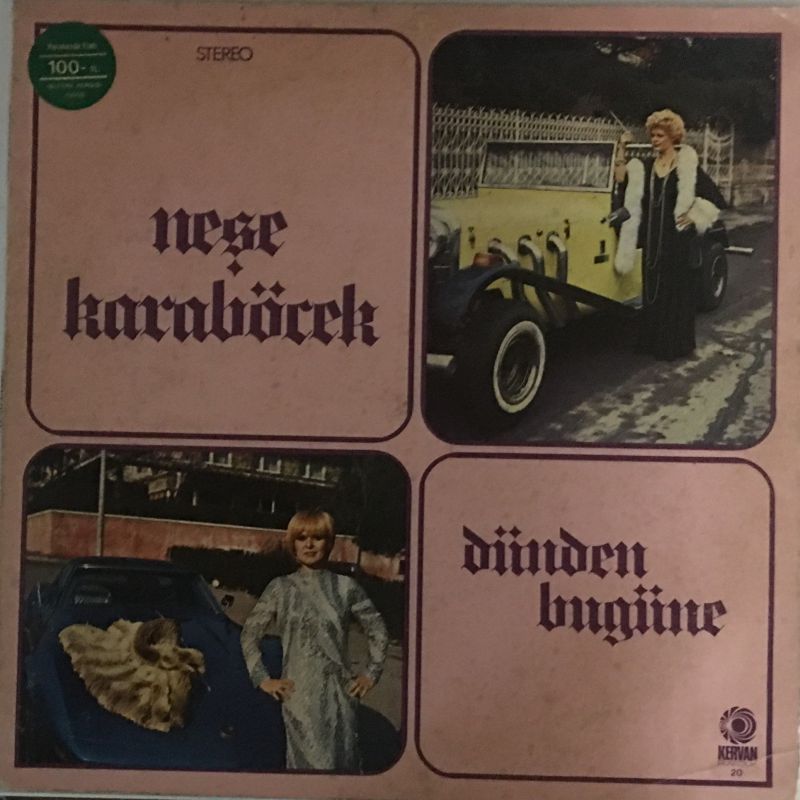 100- TL.
STEREO
neşe
karaböcek
dünden
bugüne
KERVAN
20